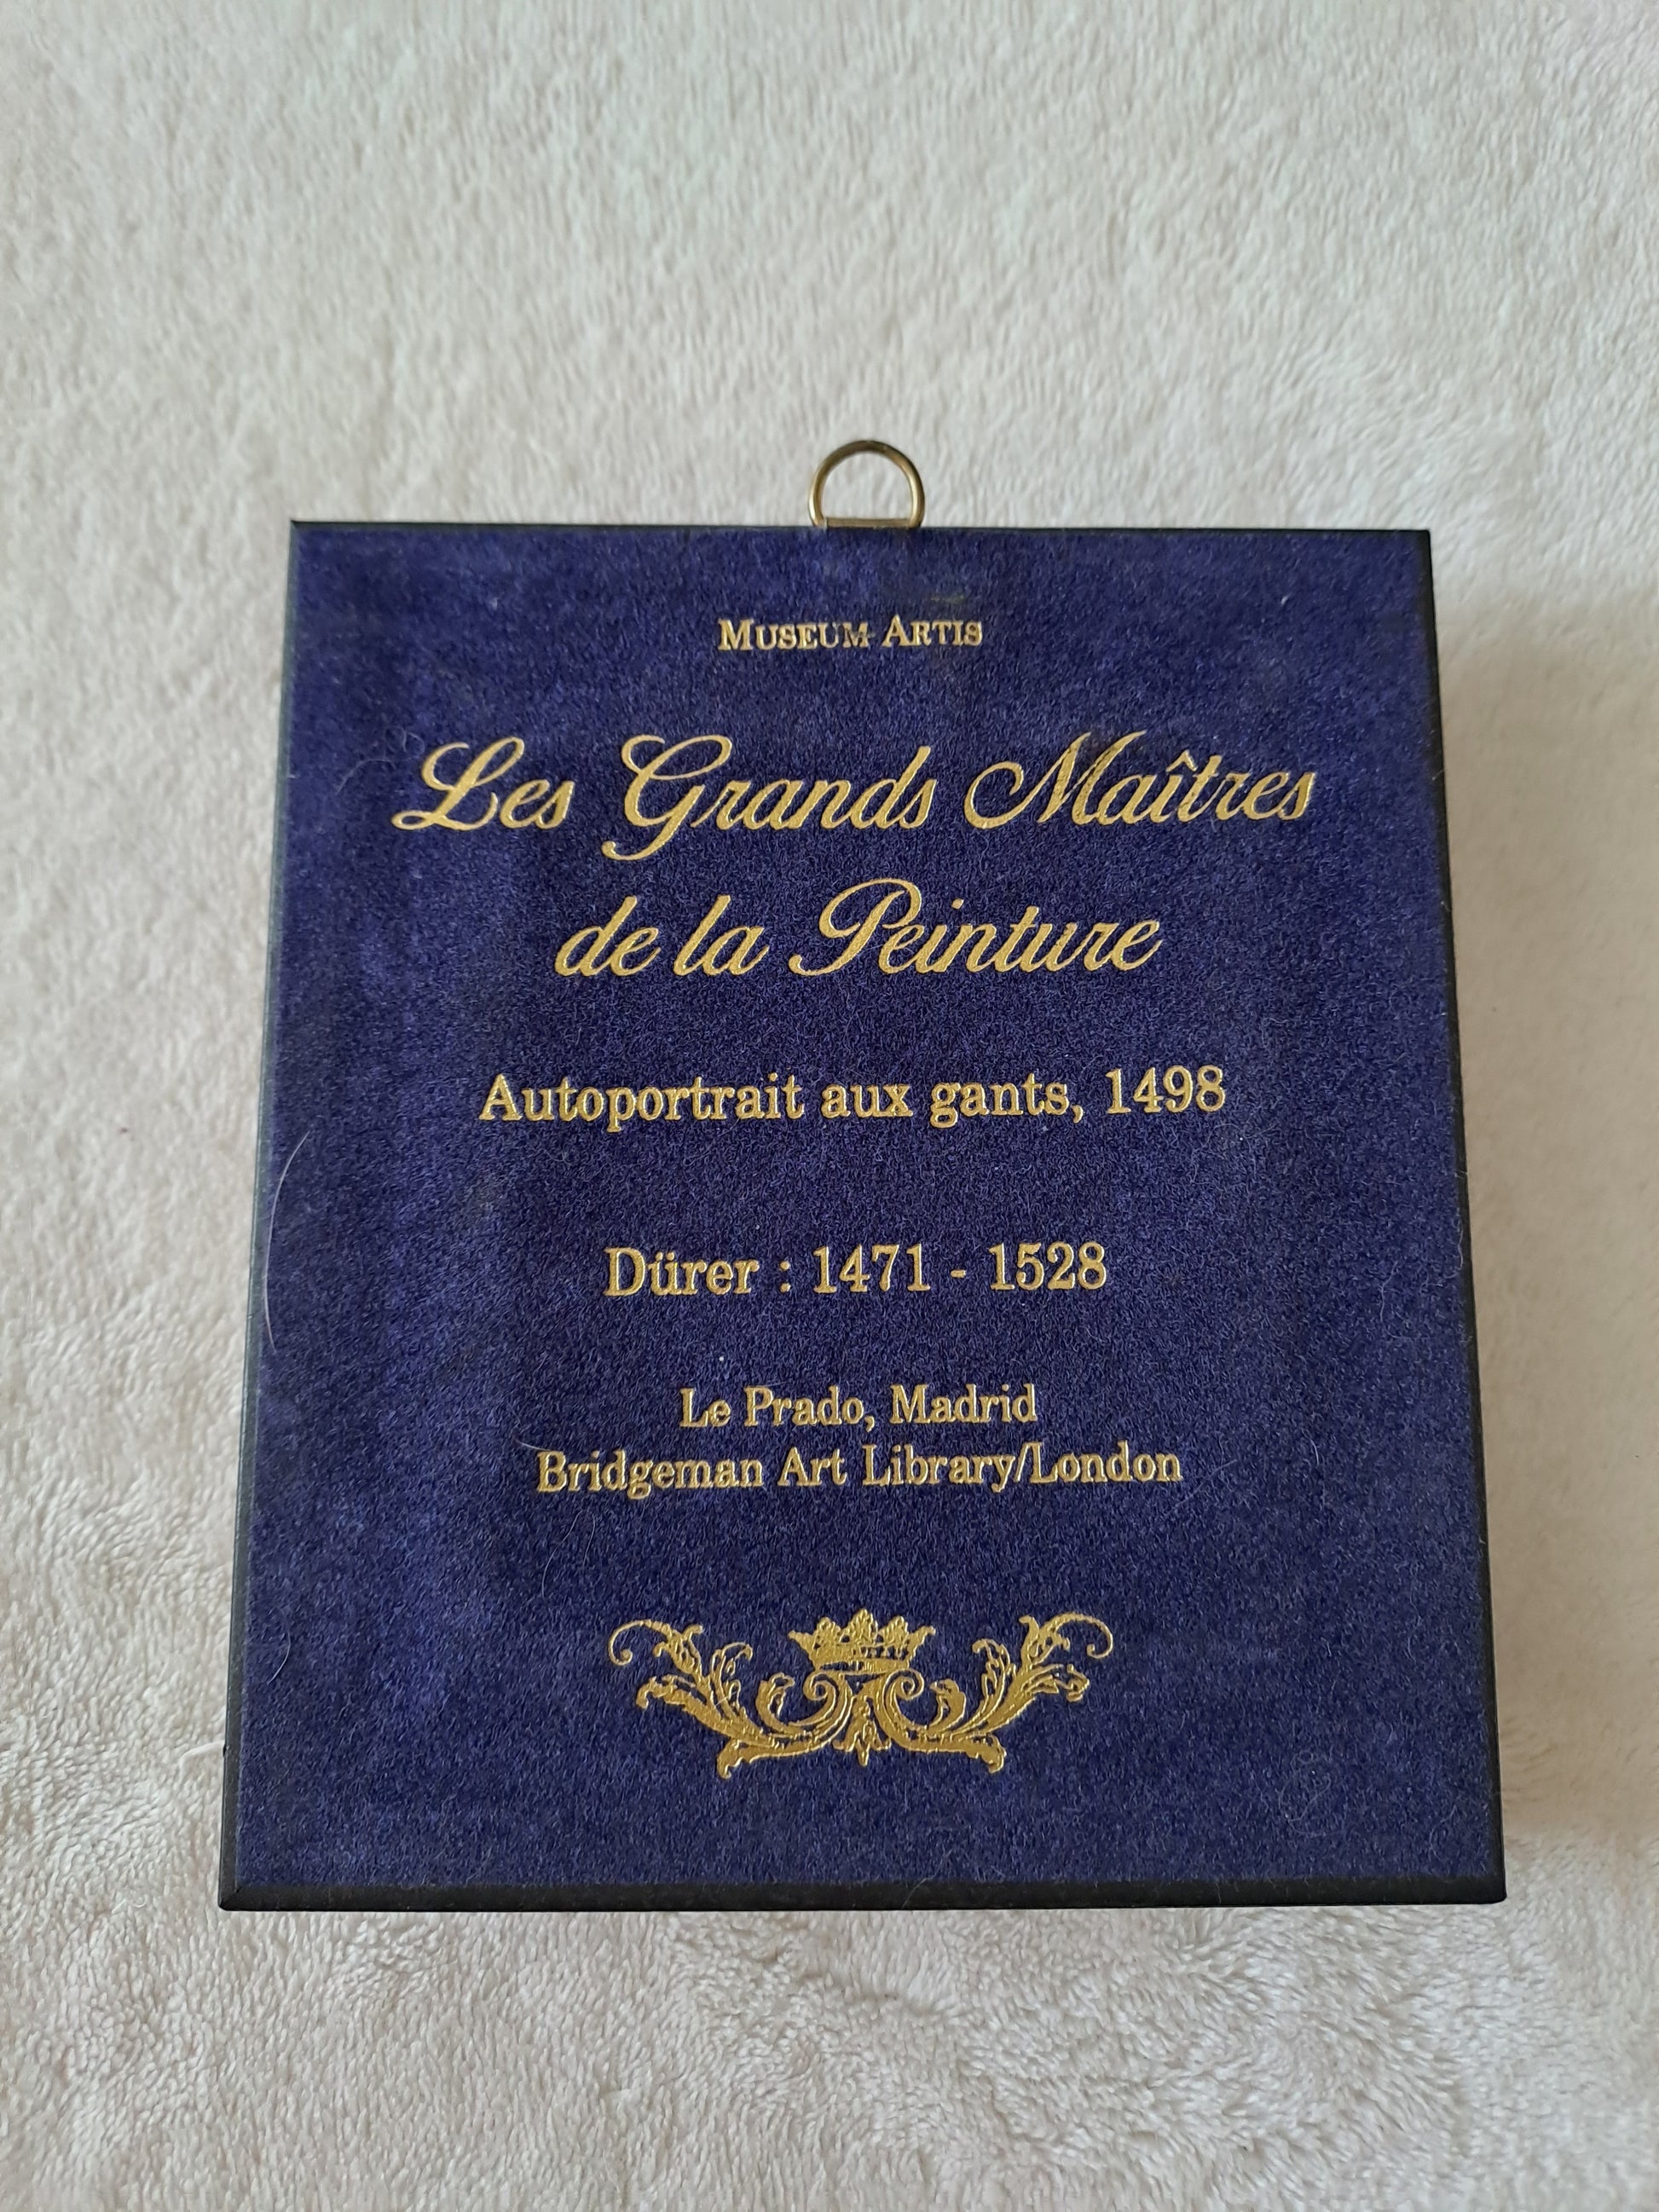 MUSEUM ARTIS
Les Grands Maîtres
de la Peinture
Autoportrait aux gants, 1498
Dürer : 1471 - 1528
Le Prado, Madrid
Bridgeman Art Library/London